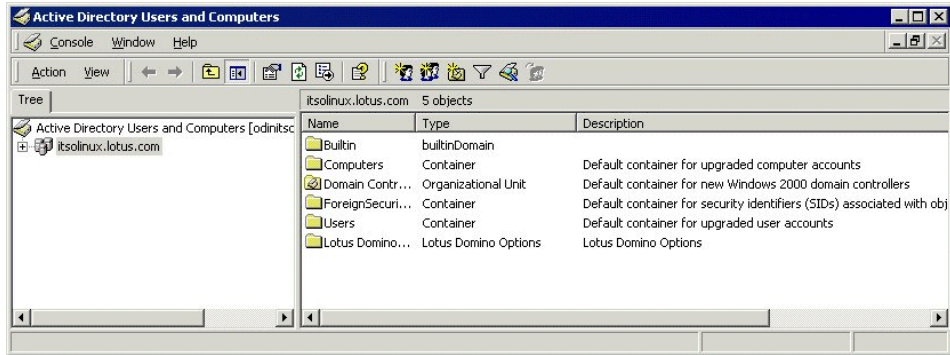 Active Directory Users and Computers
Console Window Help
Action View
Tree
itsolinux.lotus.com 5 objects
Active Directory Users and Computers [odinitsc
itsolinux.lotus.com
Name Type Description
Builtin builtinDomain
Computers Container Default container for upgraded computer accounts
Domain Contr... Organizational Unit Default container for new Windows 2000 domain controllers
ForeignSecuri... Container Default container for security identifiers (SIDs) associated with obj
Users Container Default container for upgraded user accounts
Lotus Domino... Lotus Domino Options Lotus Domino Options